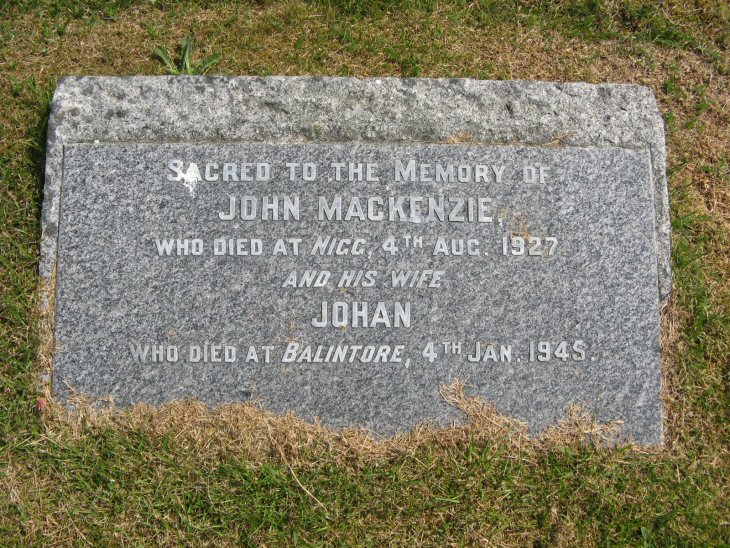 Sacred to the Memory of
JOHN MACKENZIE,
WHO DIED AT NIGG, 4TH AUG. 1927.
AND HIS WIFE
JOHAN
WHO DIED AT BALINTORE, 4TH JAN. 1945.